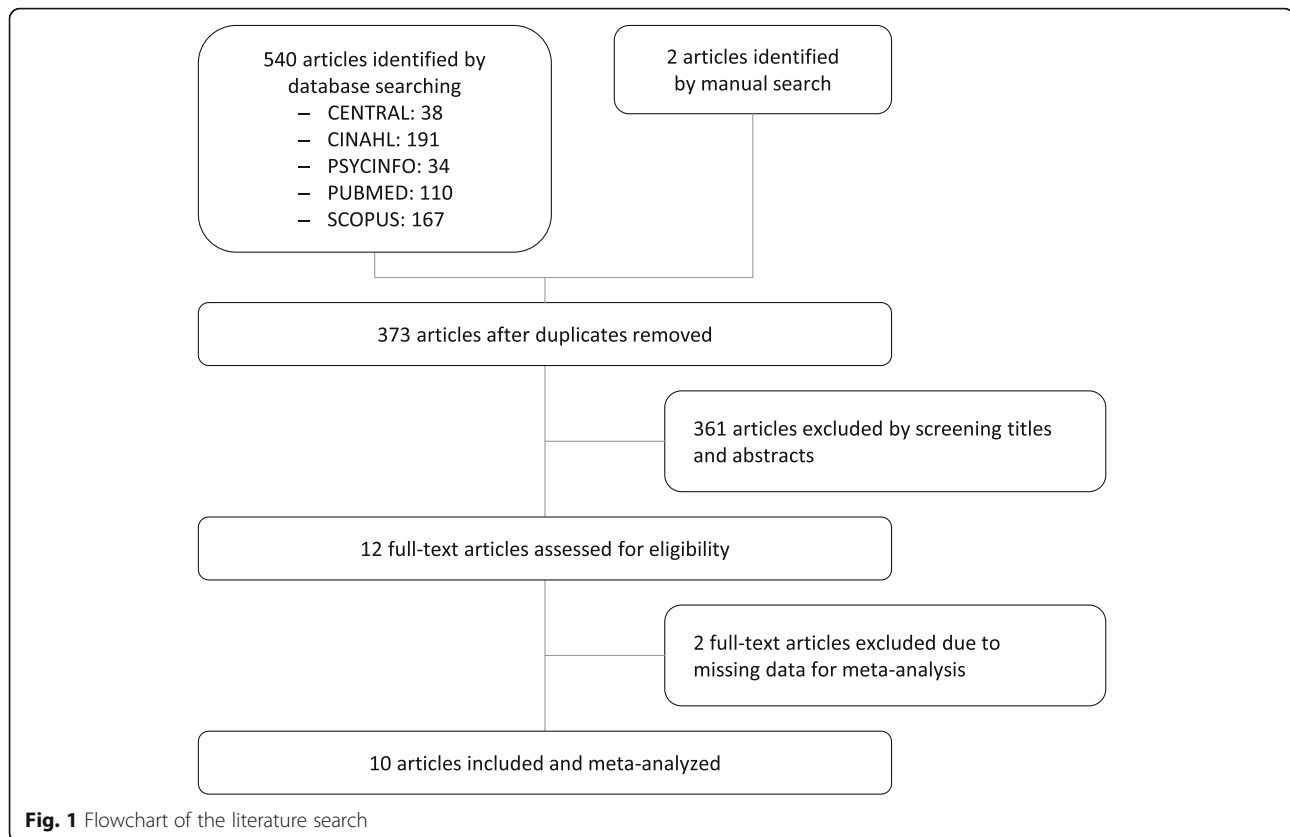 540 articles identified by
database searching
– CENTRAL: 38
– CINAHL: 191
– PSYCINFO: 34
– PUBMED: 110
– SCOPUS: 167
2 articles identified
by manual search
373 articles after duplicates removed
361 articles excluded by screening titles
and abstracts
12 full-text articles assessed for eligibility
2 full-text articles excluded due to
missing data for meta-analysis
10 articles included and meta-analyzed
Fig. 1 Flowchart of the literature search